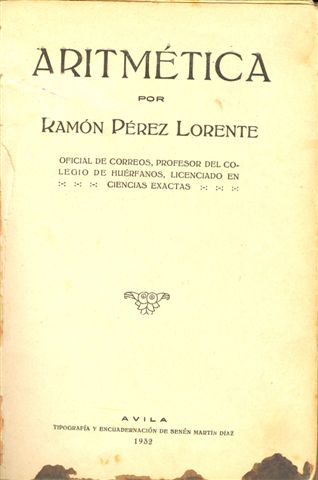 ARITMÉTICA
POR
RAMÓN PÉREZ LORENTE
OFICIAL DE CORREOS, PROFESOR DEL CO-
LEGIO DE HUÉRFANOS, LICENCIADO EN
CIENCIAS EXACTAS
AVILA
TIPOGRAFÍA Y ENCUADERNACIÓN DE SENÉN MARTÍN DÍAZ
1932